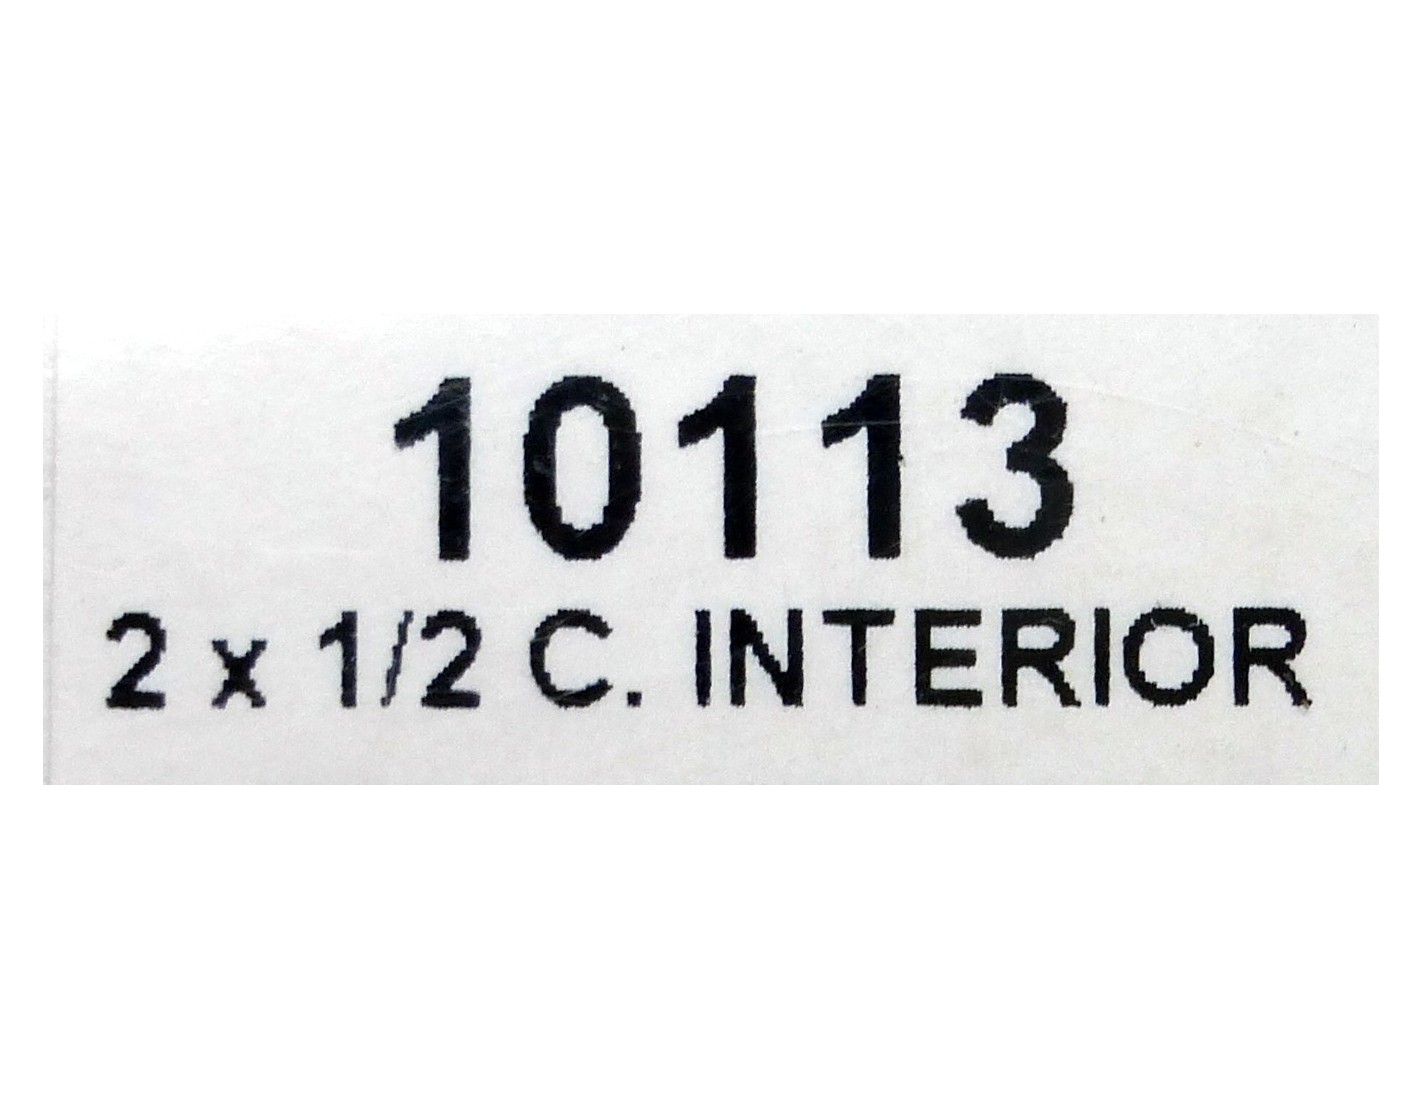 10113
2 x 1/2 C. INTERIOR